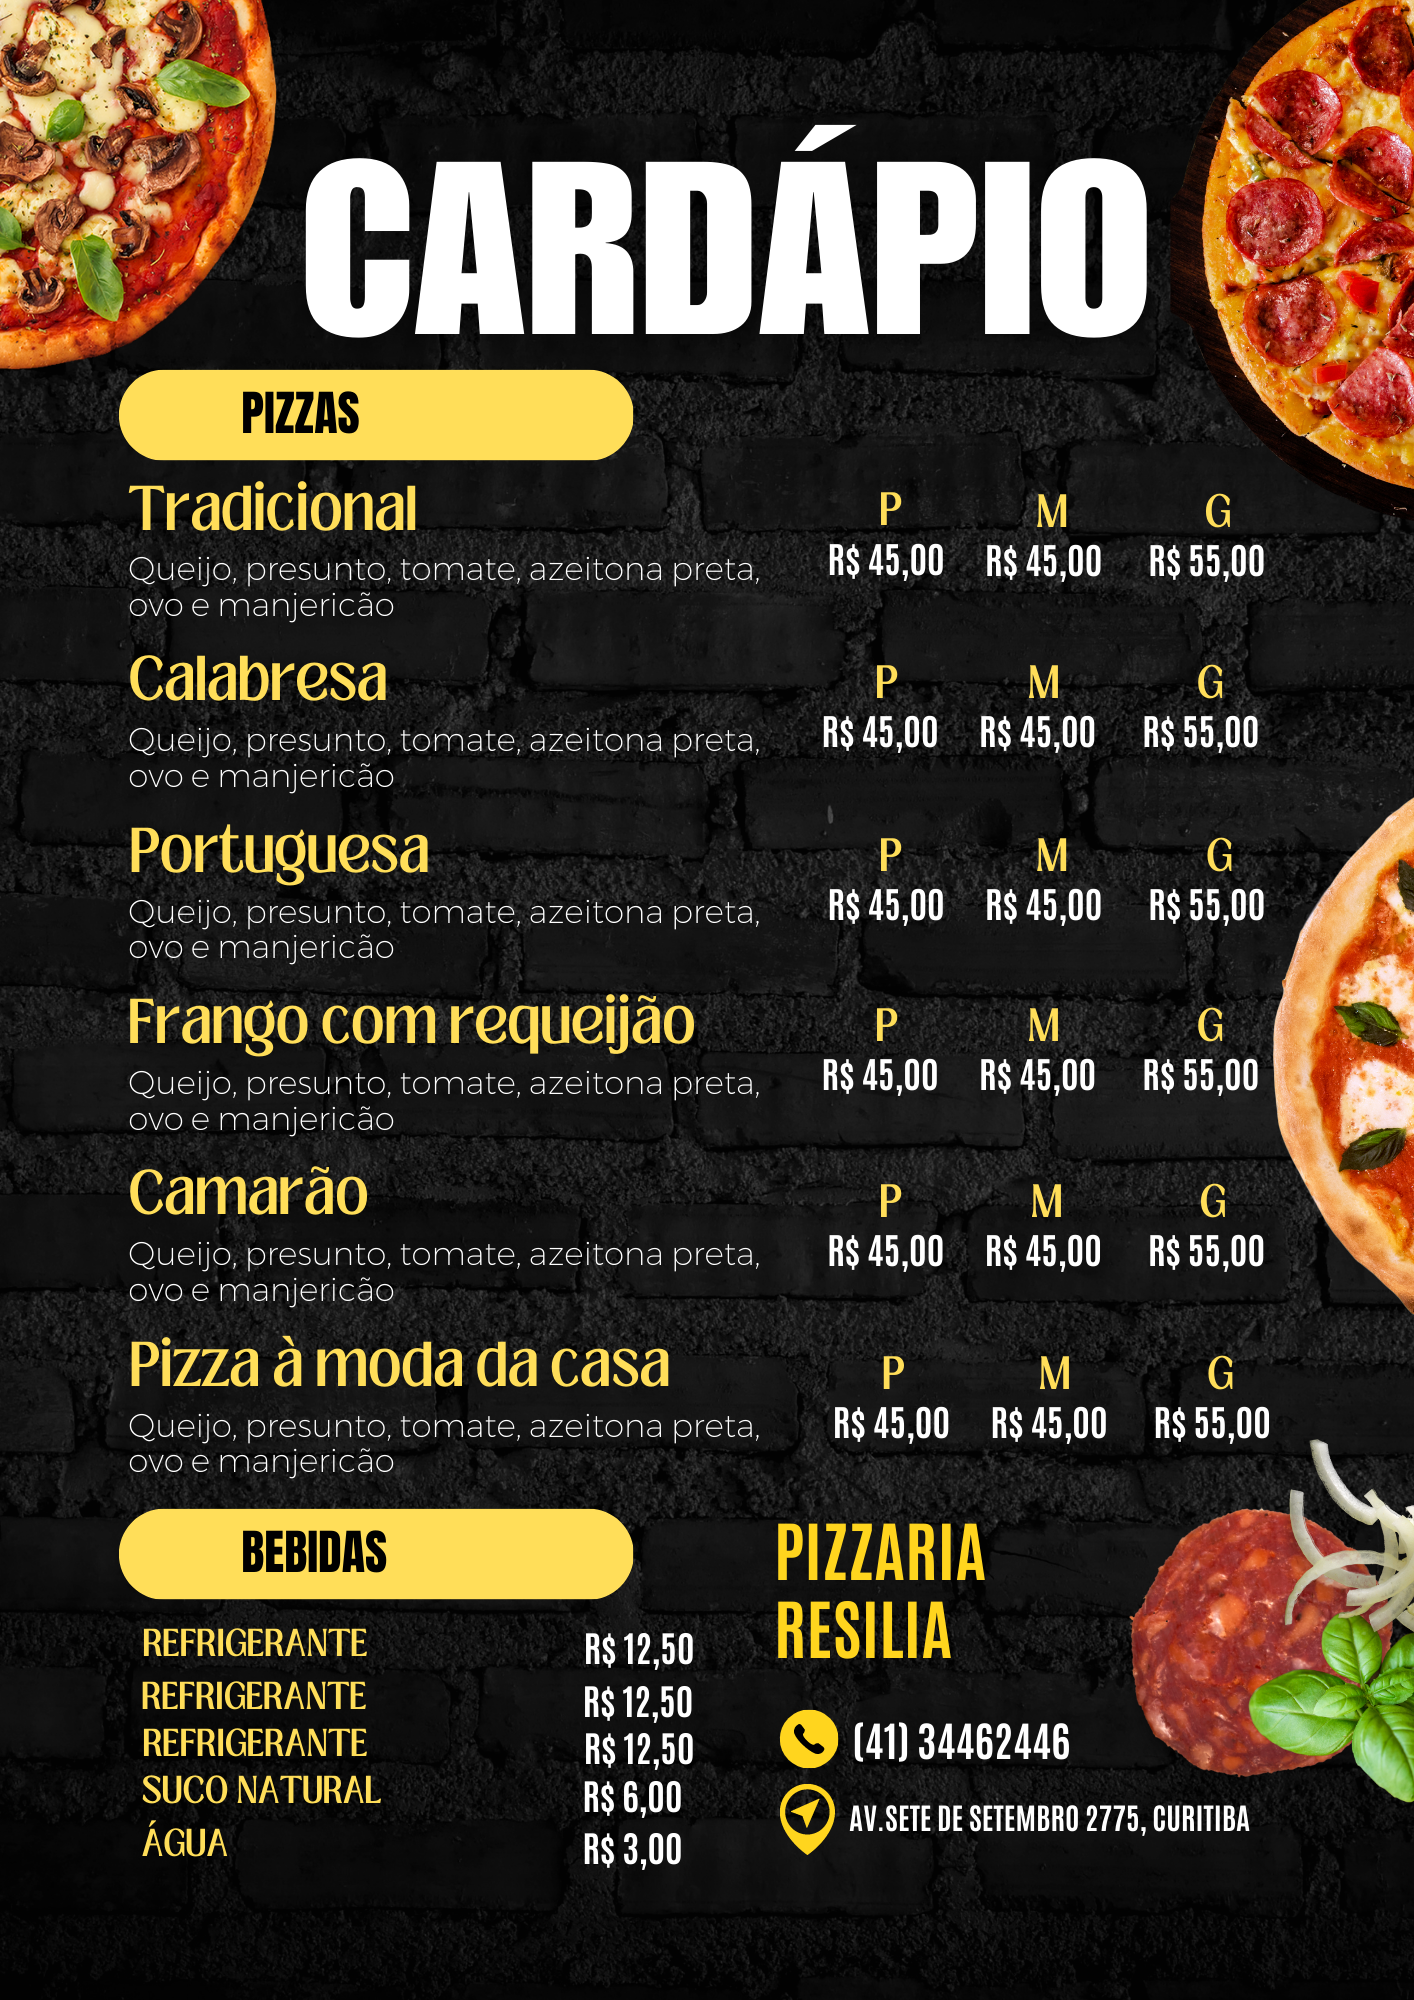 CARDÁPIO
PIZZAS
Tradicional
Queijo, presunto, tomate, azeitona preta,
ovo e manjericão
P M G
R$ 45,00 R$ 45,00 R$ 55,00
Calabresa
Queijo, presunto, tomate, azeitona preta,
ovo e manjericão
P M G
R$ 45,00 R$ 45,00 R$ 55,00
Portuguesa
Queijo, presunto, tomate, azeitona preta,
ovo e manjericão
P M G
R$ 45,00 R$ 45,00 R$ 55,00
Frango com requeijão
Queijo, presunto, tomate, azeitona preta,
ovo e manjericão
P M G
R$ 45,00 R$ 45,00 R$ 55,00
Camarão
Queijo, presunto, tomate, azeitona preta,
ovo e manjericão
P M G
R$ 45,00 R$ 45,00 R$ 55,00
Pizza à moda da casa
Queijo, presunto, tomate, azeitona preta,
ovo e manjericão
P M G
R$ 45,00 R$ 45,00 R$ 55,00
BEBIDAS
REFRIGERANTE R$ 12,50
REFRIGERANTE R$ 12,50
REFRIGERANTE R$ 12,50
SUCO NATURAL R$ 6,00
ÁGUA R$ 3,00
PIZZARIA
RESILIA
(41) 34462446
AV.SETE DE SETEMBRO 2775, CURITIBA